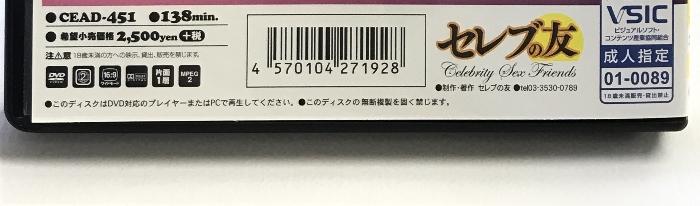 ●CEAD-451 ●138min.
●希望小売価格2,500yen+税
注意 18歳未満の方への展示、貸出、販売を禁じます。
DVD VIDEO 2 16:9 片面1層 MPEG 2
4 570104 271928
セレブの友
Celebrity Sex Friends
●制作・著作 セレブの友 ●tel03-3530-0789
●このディスクはDVD対応のプレイヤーまたはPCで再生してください。●このディスクの無断複製を固く禁じます。
VSIC
ビジュアルソフト・
コンテンツ産業協同組合
成人指定
01-0089
18歳未満販売・貸出禁止